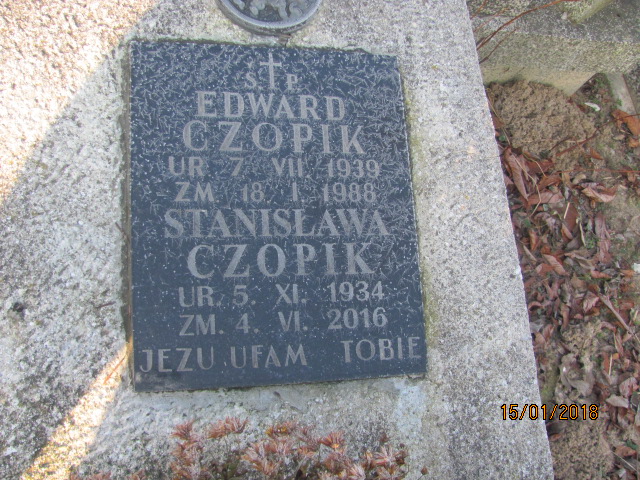 Ś P
EDWARD
CZOPIK
UR 7. VII 1939
ZM 18. I 1988
STANISŁAWA
CZOPIK
UR. 5. XI. 1934
ZM. 4. VI. 2016
JEZU UFAM TOBIE
15/01/2018